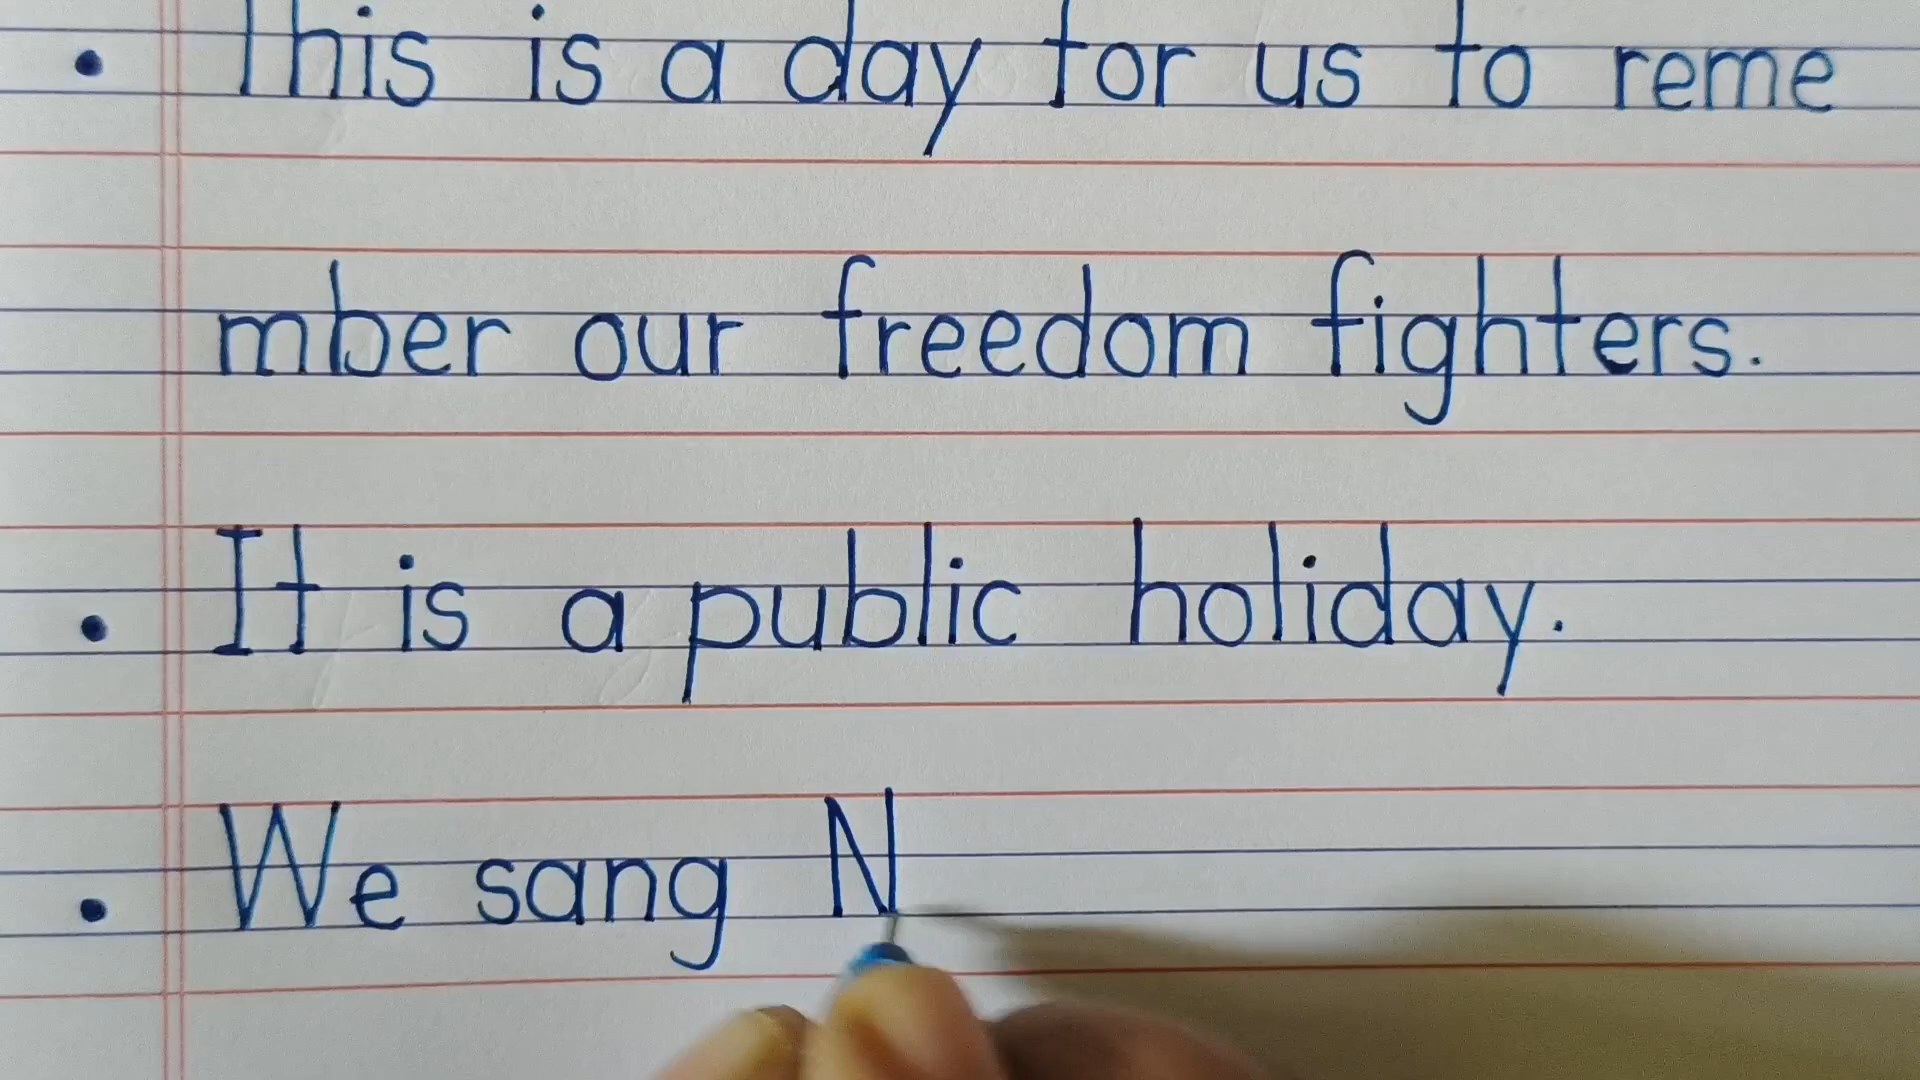 • This is a day for us to reme
mber our freedom fighters.
• It is a public holiday.
• We sang N